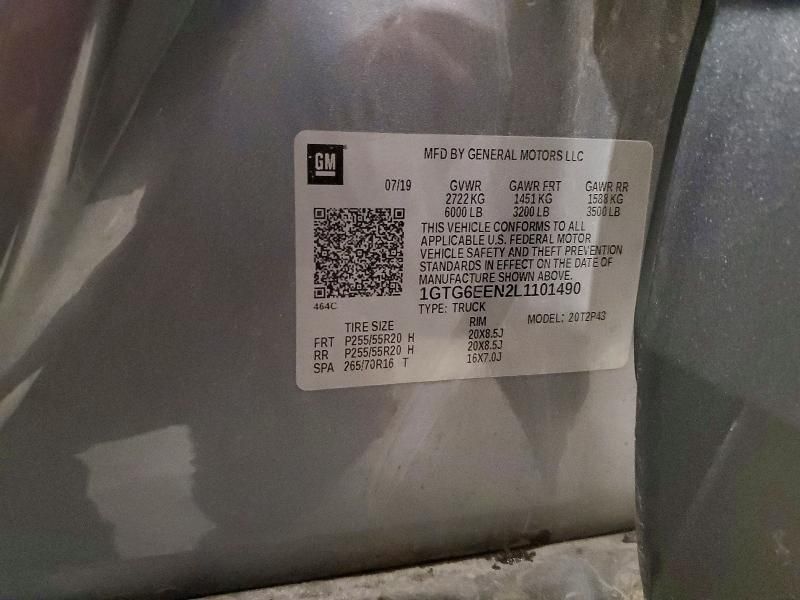 GM
MFD BY GENERAL MOTORS LLC
07/19 GVWR GAWR FRT GAWR RR
2722 KG 1451 KG 1588 KG
6000 LB 3200 LB 3500 LB
THIS VEHICLE CONFORMS TO ALL
APPLICABLE U.S. FEDERAL MOTOR
VEHICLE SAFETY AND THEFT PREVENTION
STANDARDS IN EFFECT ON THE DATE OF
MANUFACTURE SHOWN ABOVE.
1GTG6EEN2L1101490
464C
TYPE: TRUCK
MODEL: 20T2P43
TIRE SIZE RIM
FRT P255/55R20 H 20X8.5J
RR P255/55R20 H 20X8.5J
SPA 265/70R16 T 16X7.0J